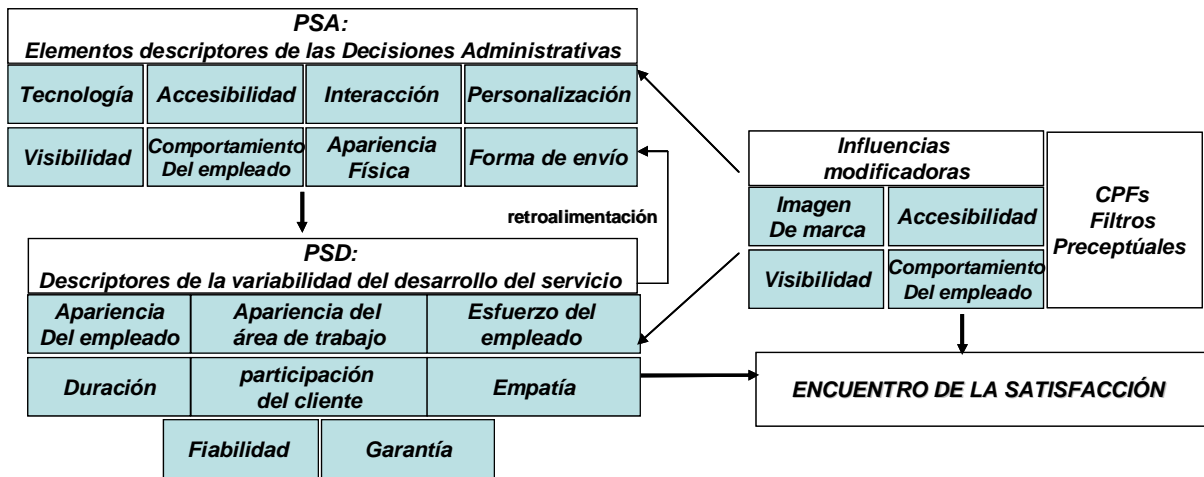 PSA:
Elementos descriptores de las Decisiones Administrativas
Tecnología
Accesibilidad
Interacción
Personalización
Visibilidad
Comportamiento
Del empleado
Apariencia
Física
Forma de envío
retroalimentación
PSD:
Descriptores de la variabilidad del desarrollo del servicio
Apariencia
Del empleado
Apariencia del
área de trabajo
Esfuerzo del
empleado
Duración
participación
del cliente
Empatía
Fiabilidad
Garantía
Influencias
modificadoras
Imagen
De marca
Accesibilidad
Visibilidad
Comportamiento
Del empleado
CPFs
Filtros
Preceptúales
ENCUENTRO DE LA SATISFACCIÓN